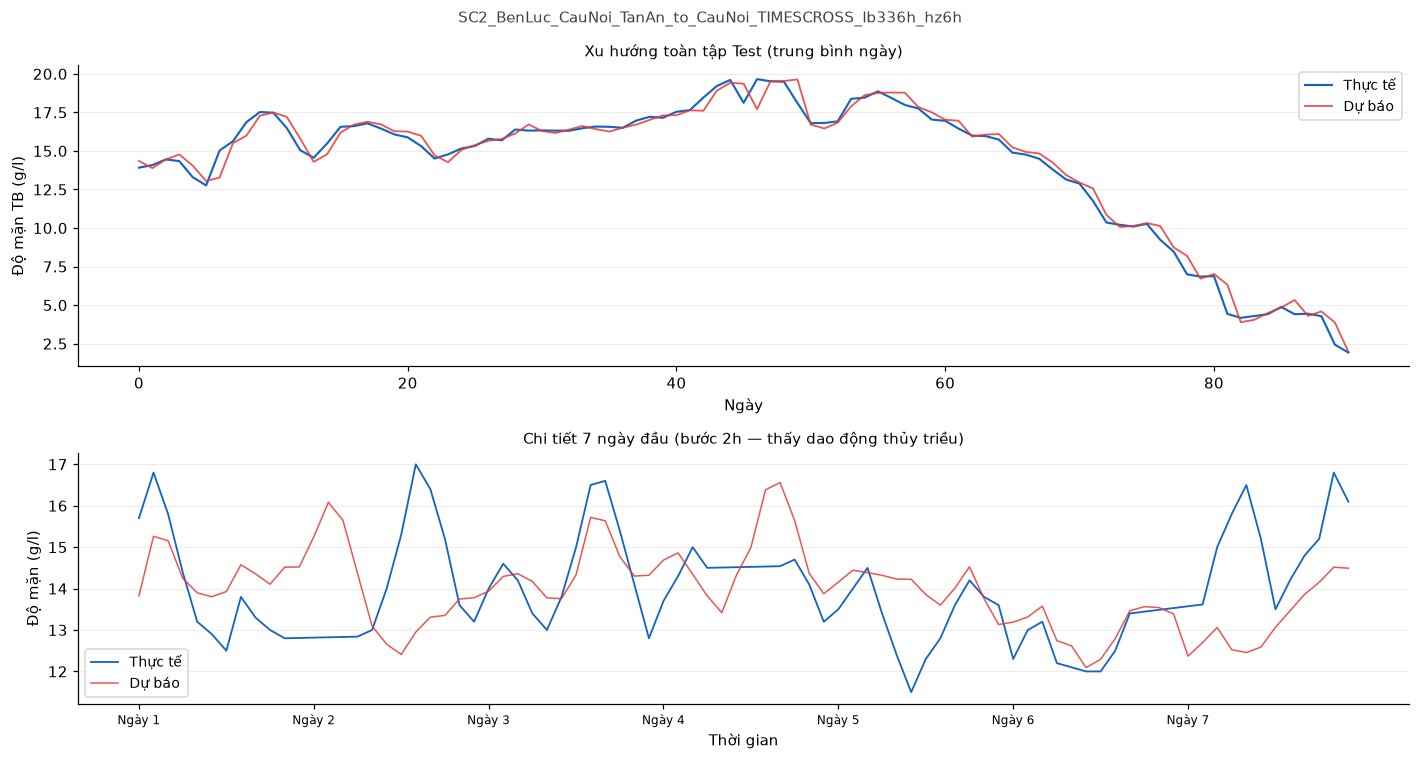 SC2_BenLuc_CauNoi_TanAn_to_CauNoi_TIMESCROSS_lb336h_hz6h
Xu hướng toàn tập Test (trung bình ngày)
20.0
17.5
15.0
12.5
10.0
7.5
5.0
2.5
Độ mặn TB (g/l)
Thực tế
Dự báo
0 20 40 60 80
Ngày
Chi tiết 7 ngày đầu (bước 2h — thấy dao động thủy triều)
17
16
15
14
13
12
Độ mặn (g/l)
Thực tế
Dự báo
Ngày 1 Ngày 2 Ngày 3 Ngày 4 Ngày 5 Ngày 6 Ngày 7
Thời gian